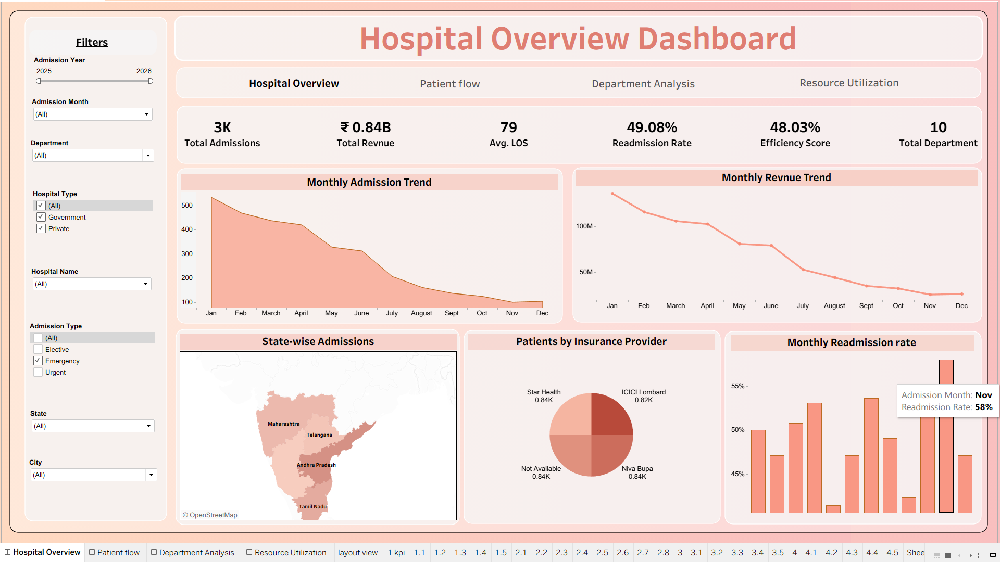 Filters
Admission Year
2025 2026
Admission Month
(All)
Department
(All)
Hospital Type
(All)
Government
Private
Hospital Name
(All)
Admission Type
(All)
Elective
Emergency
Urgent
State
(All)
City
(All)
Hospital Overview Dashboard
Hospital Overview Patient flow Department Analysis Resource Utilization
3K
Total Admissions
₹ 0.84B
Total Revnue
79
Avg. LOS
49.08%
Readmission Rate
48.03%
Efficiency Score
10
Total Department
Monthly Admission Trend
500
400
300
200
100
Jan Feb March April May June July August Sept Oct Nov Dec
Monthly Revnue Trend
100M
50M
Jan Feb March April May June July August Sept Oct Nov Dec
State-wise Admissions
Maharashtra
Telangana
Andhra Pradesh
Tamil Nadu
© OpenStreetMap
Patients by Insurance Provider
Star Health
0.84K
ICICI Lombard
0.82K
Not Available
0.84K
Niva Bupa
0.84K
Monthly Readmission rate
55%
50%
45%
Admission Month: Nov
Readmission Rate: 58%
Hospital Overview Patient flow Department Analysis Resource Utilization layout view 1 kpi 1.1 1.2 1.3 1.4 1.5 2.1 2.2 2.3 2.4 2.5 2.6 2.7 2.8 3 3.1 3.2 3.3 3.4 3.5 4 4.1 4.2 4.3 4.4 4.5 Shee